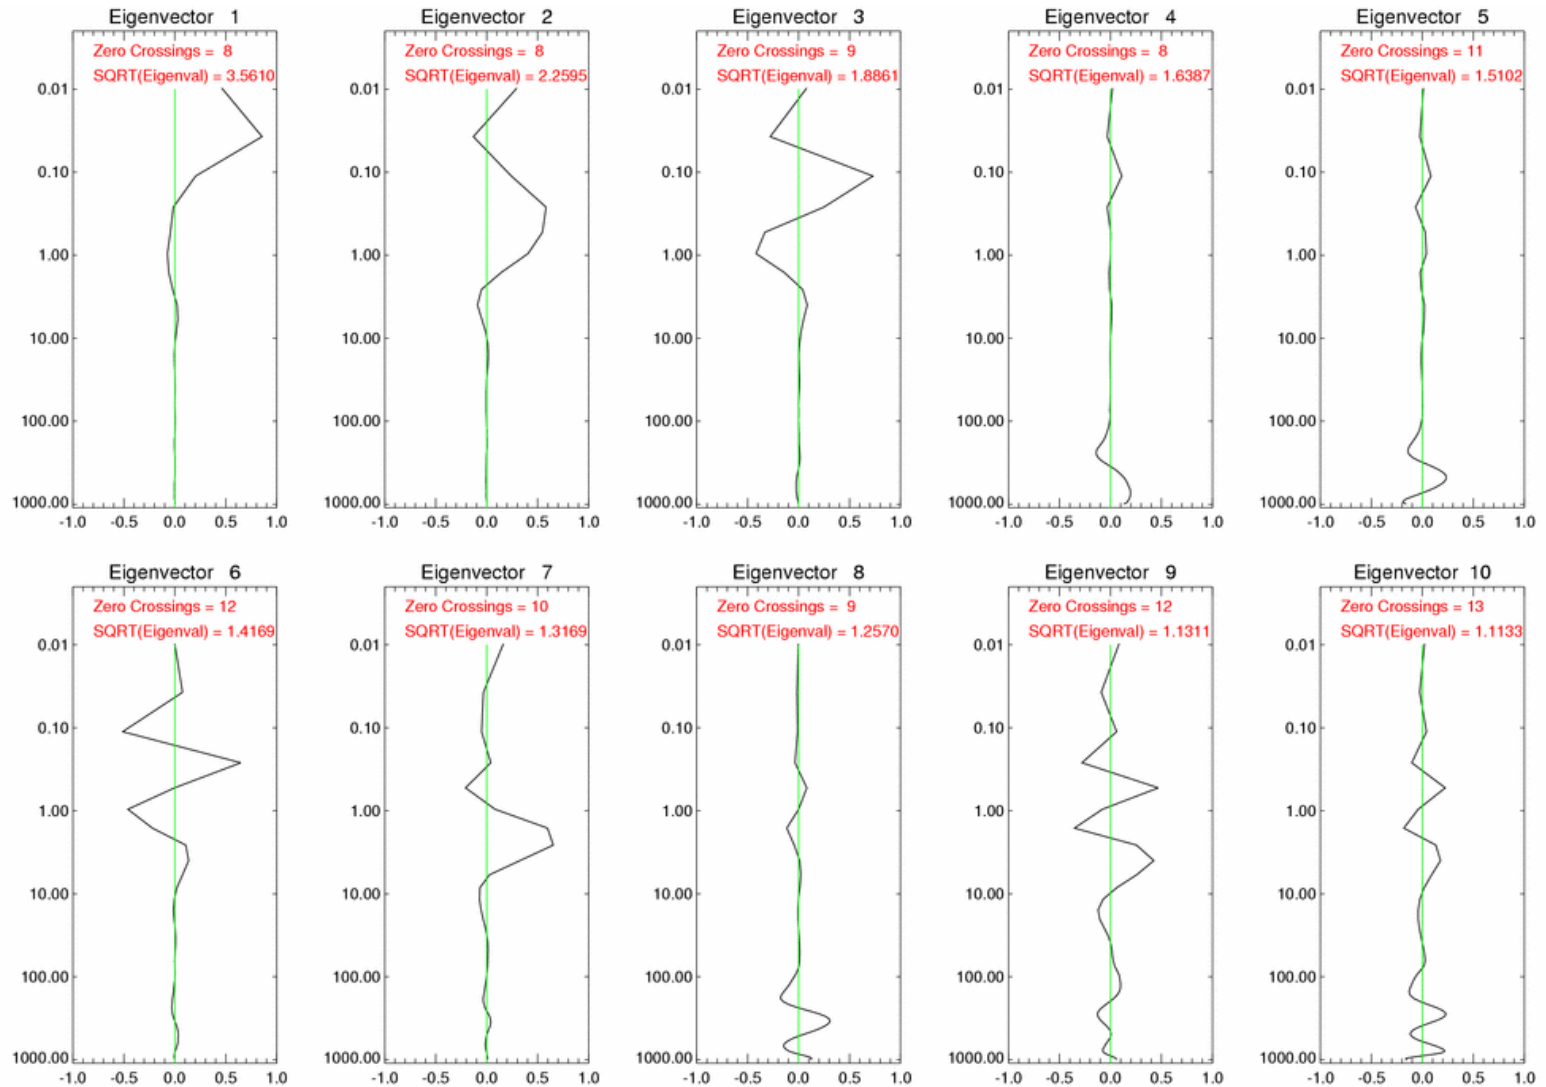 Eigenvector 1
Zero Crossings = 8
SQRT(Eigenval) = 3.5610
0.01
0.10
1.00
10.00
100.00
1000.00
-1.0 -0.5 0.0 0.5 1.0
Eigenvector 2
Zero Crossings = 8
SQRT(Eigenval) = 2.2595
0.01
0.10
1.00
10.00
100.00
1000.00
-1.0 -0.5 0.0 0.5 1.0
Eigenvector 3
Zero Crossings = 9
SQRT(Eigenval) = 1.8861
0.01
0.10
1.00
10.00
100.00
1000.00
-1.0 -0.5 0.0 0.5 1.0
Eigenvector 4
Zero Crossings = 8
SQRT(Eigenval) = 1.6387
0.01
0.10
1.00
10.00
100.00
1000.00
-1.0 -0.5 0.0 0.5 1.0
Eigenvector 5
Zero Crossings = 11
SQRT(Eigenval) = 1.5102
0.01
0.10
1.00
10.00
100.00
1000.00
-1.0 -0.5 0.0 0.5 1.0
Eigenvector 6
Zero Crossings = 12
SQRT(Eigenval) = 1.4169
0.01
0.10
1.00
10.00
100.00
1000.00
-1.0 -0.5 0.0 0.5 1.0
Eigenvector 7
Zero Crossings = 10
SQRT(Eigenval) = 1.3169
0.01
0.10
1.00
10.00
100.00
1000.00
-1.0 -0.5 0.0 0.5 1.0
Eigenvector 8
Zero Crossings = 9
SQRT(Eigenval) = 1.2570
0.01
0.10
1.00
10.00
100.00
1000.00
-1.0 -0.5 0.0 0.5 1.0
Eigenvector 9
Zero Crossings = 12
SQRT(Eigenval) = 1.1311
0.01
0.10
1.00
10.00
100.00
1000.00
-1.0 -0.5 0.0 0.5 1.0
Eigenvector 10
Zero Crossings = 13
SQRT(Eigenval) = 1.1133
0.01
0.10
1.00
10.00
100.00
1000.00
-1.0 -0.5 0.0 0.5 1.0